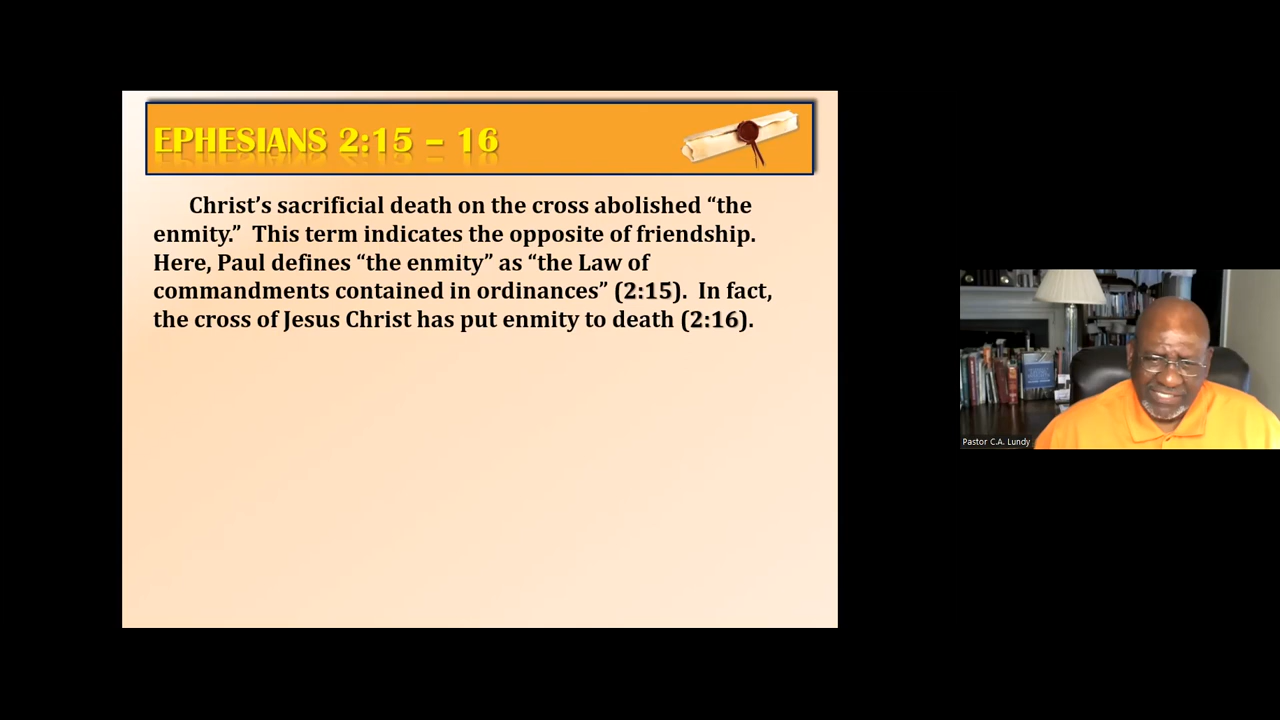 EPHESIANS 2:15 – 16
Christ’s sacrificial death on the cross abolished “the
enmity.”  This term indicates the opposite of friendship.
Here, Paul defines “the enmity” as “the Law of
commandments contained in ordinances” (2:15).  In fact,
the cross of Jesus Christ has put enmity to death (2:16).
Pastor C.A. Lundy